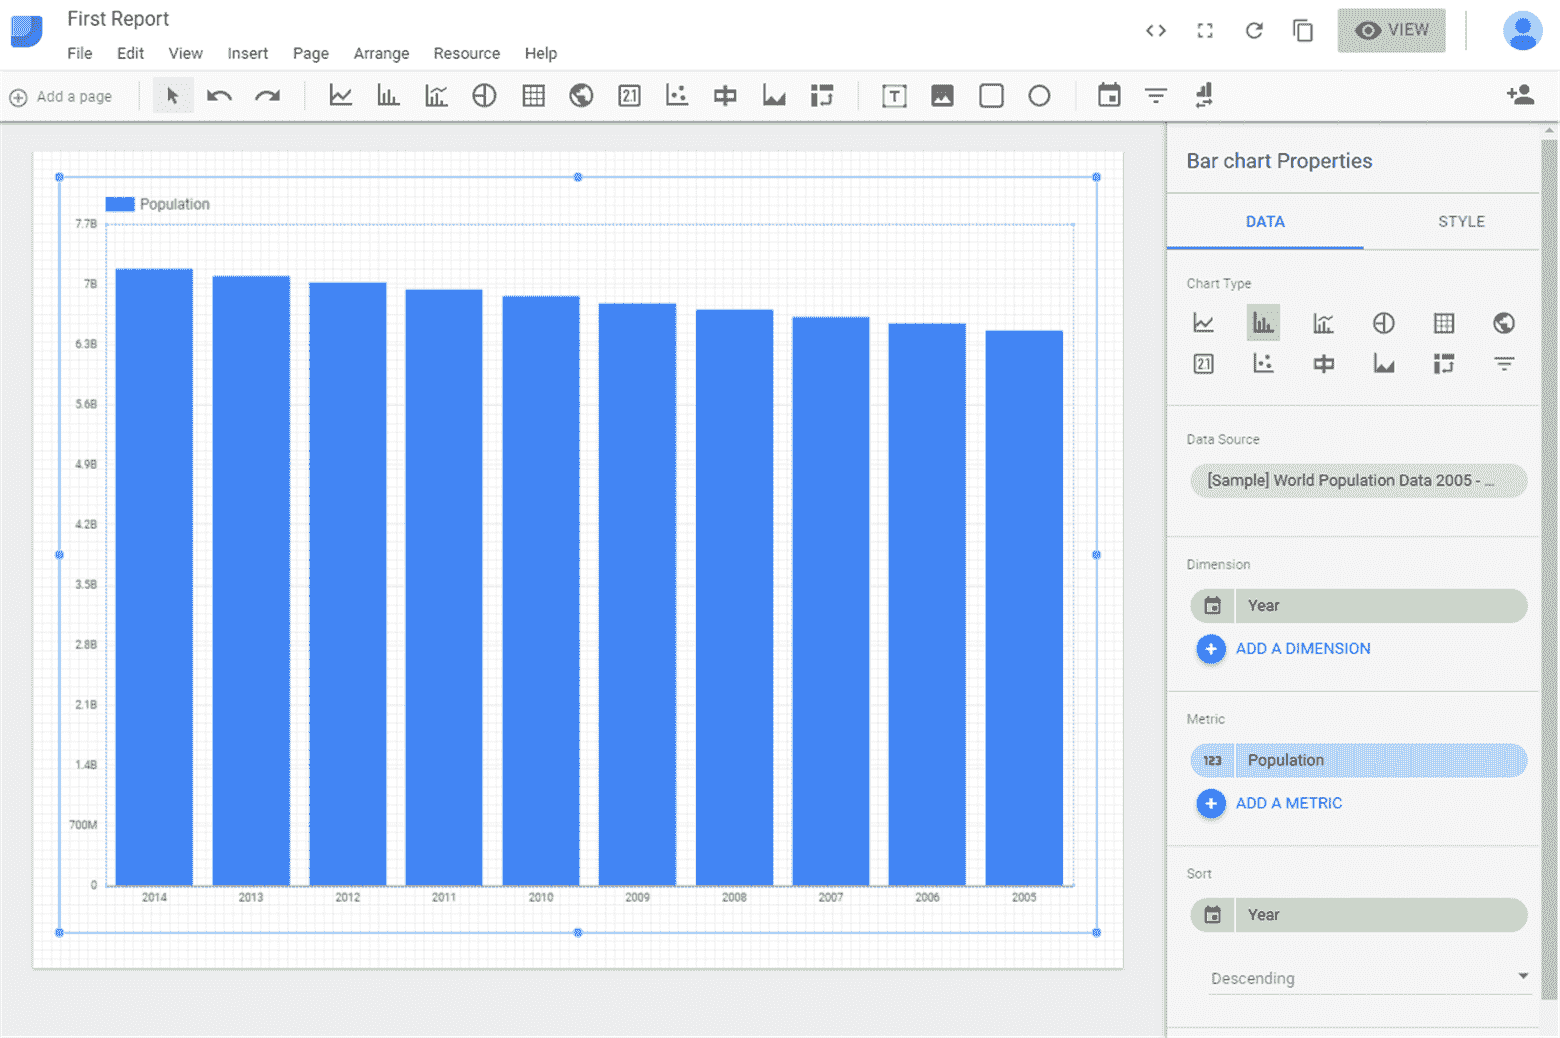 First Report
File Edit View Insert Page Arrange Resource Help
VIEW
Add a page
21
T
Population
7.7B
7B
6.3B
5.6B
4.9B
4.2B
3.5B
2.8B
2.1B
1.4B
700M
0
2014 2013 2012 2011 2010 2009 2008 2007 2006 2005
Bar chart Properties
DATA STYLE
Chart Type
21
Data Source
[Sample] World Population Data 2005 - ...
Dimension
Year
ADD A DIMENSION
Metric
123 Population
ADD A METRIC
Sort
Year
Descending